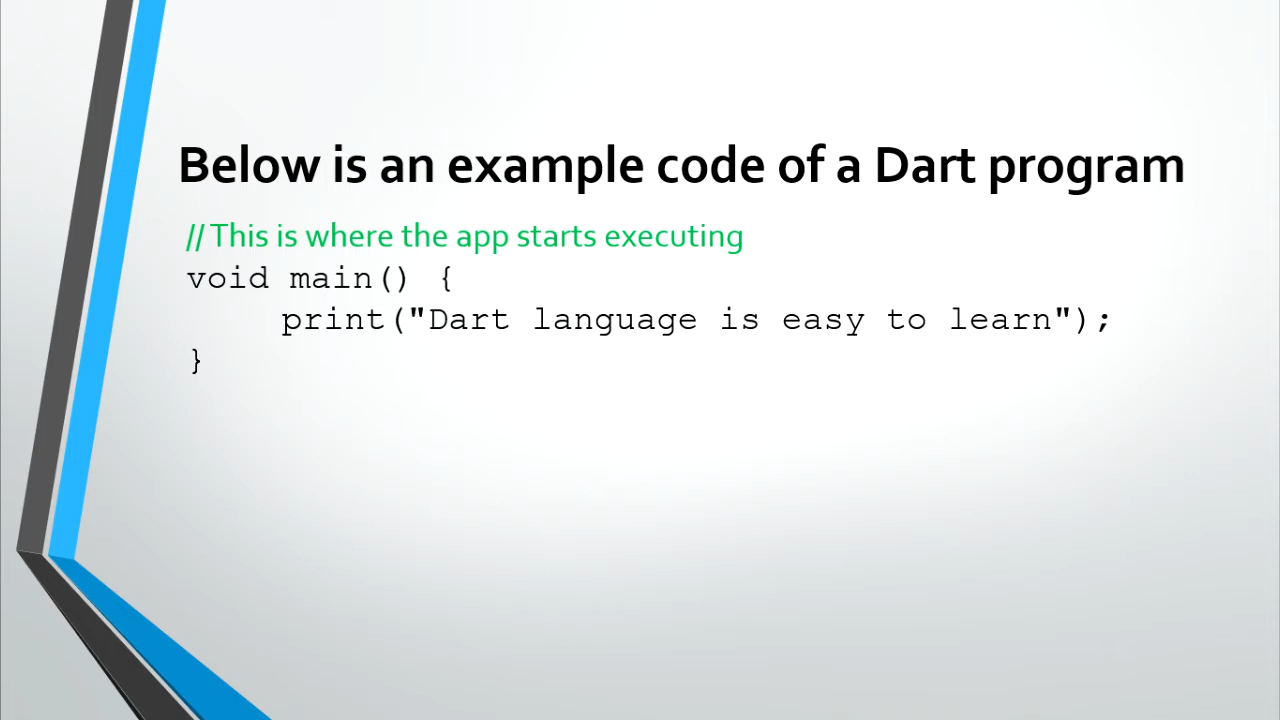 Below is an example code of a Dart program
// This is where the app starts executing
void main() {
print("Dart language is easy to learn");
}